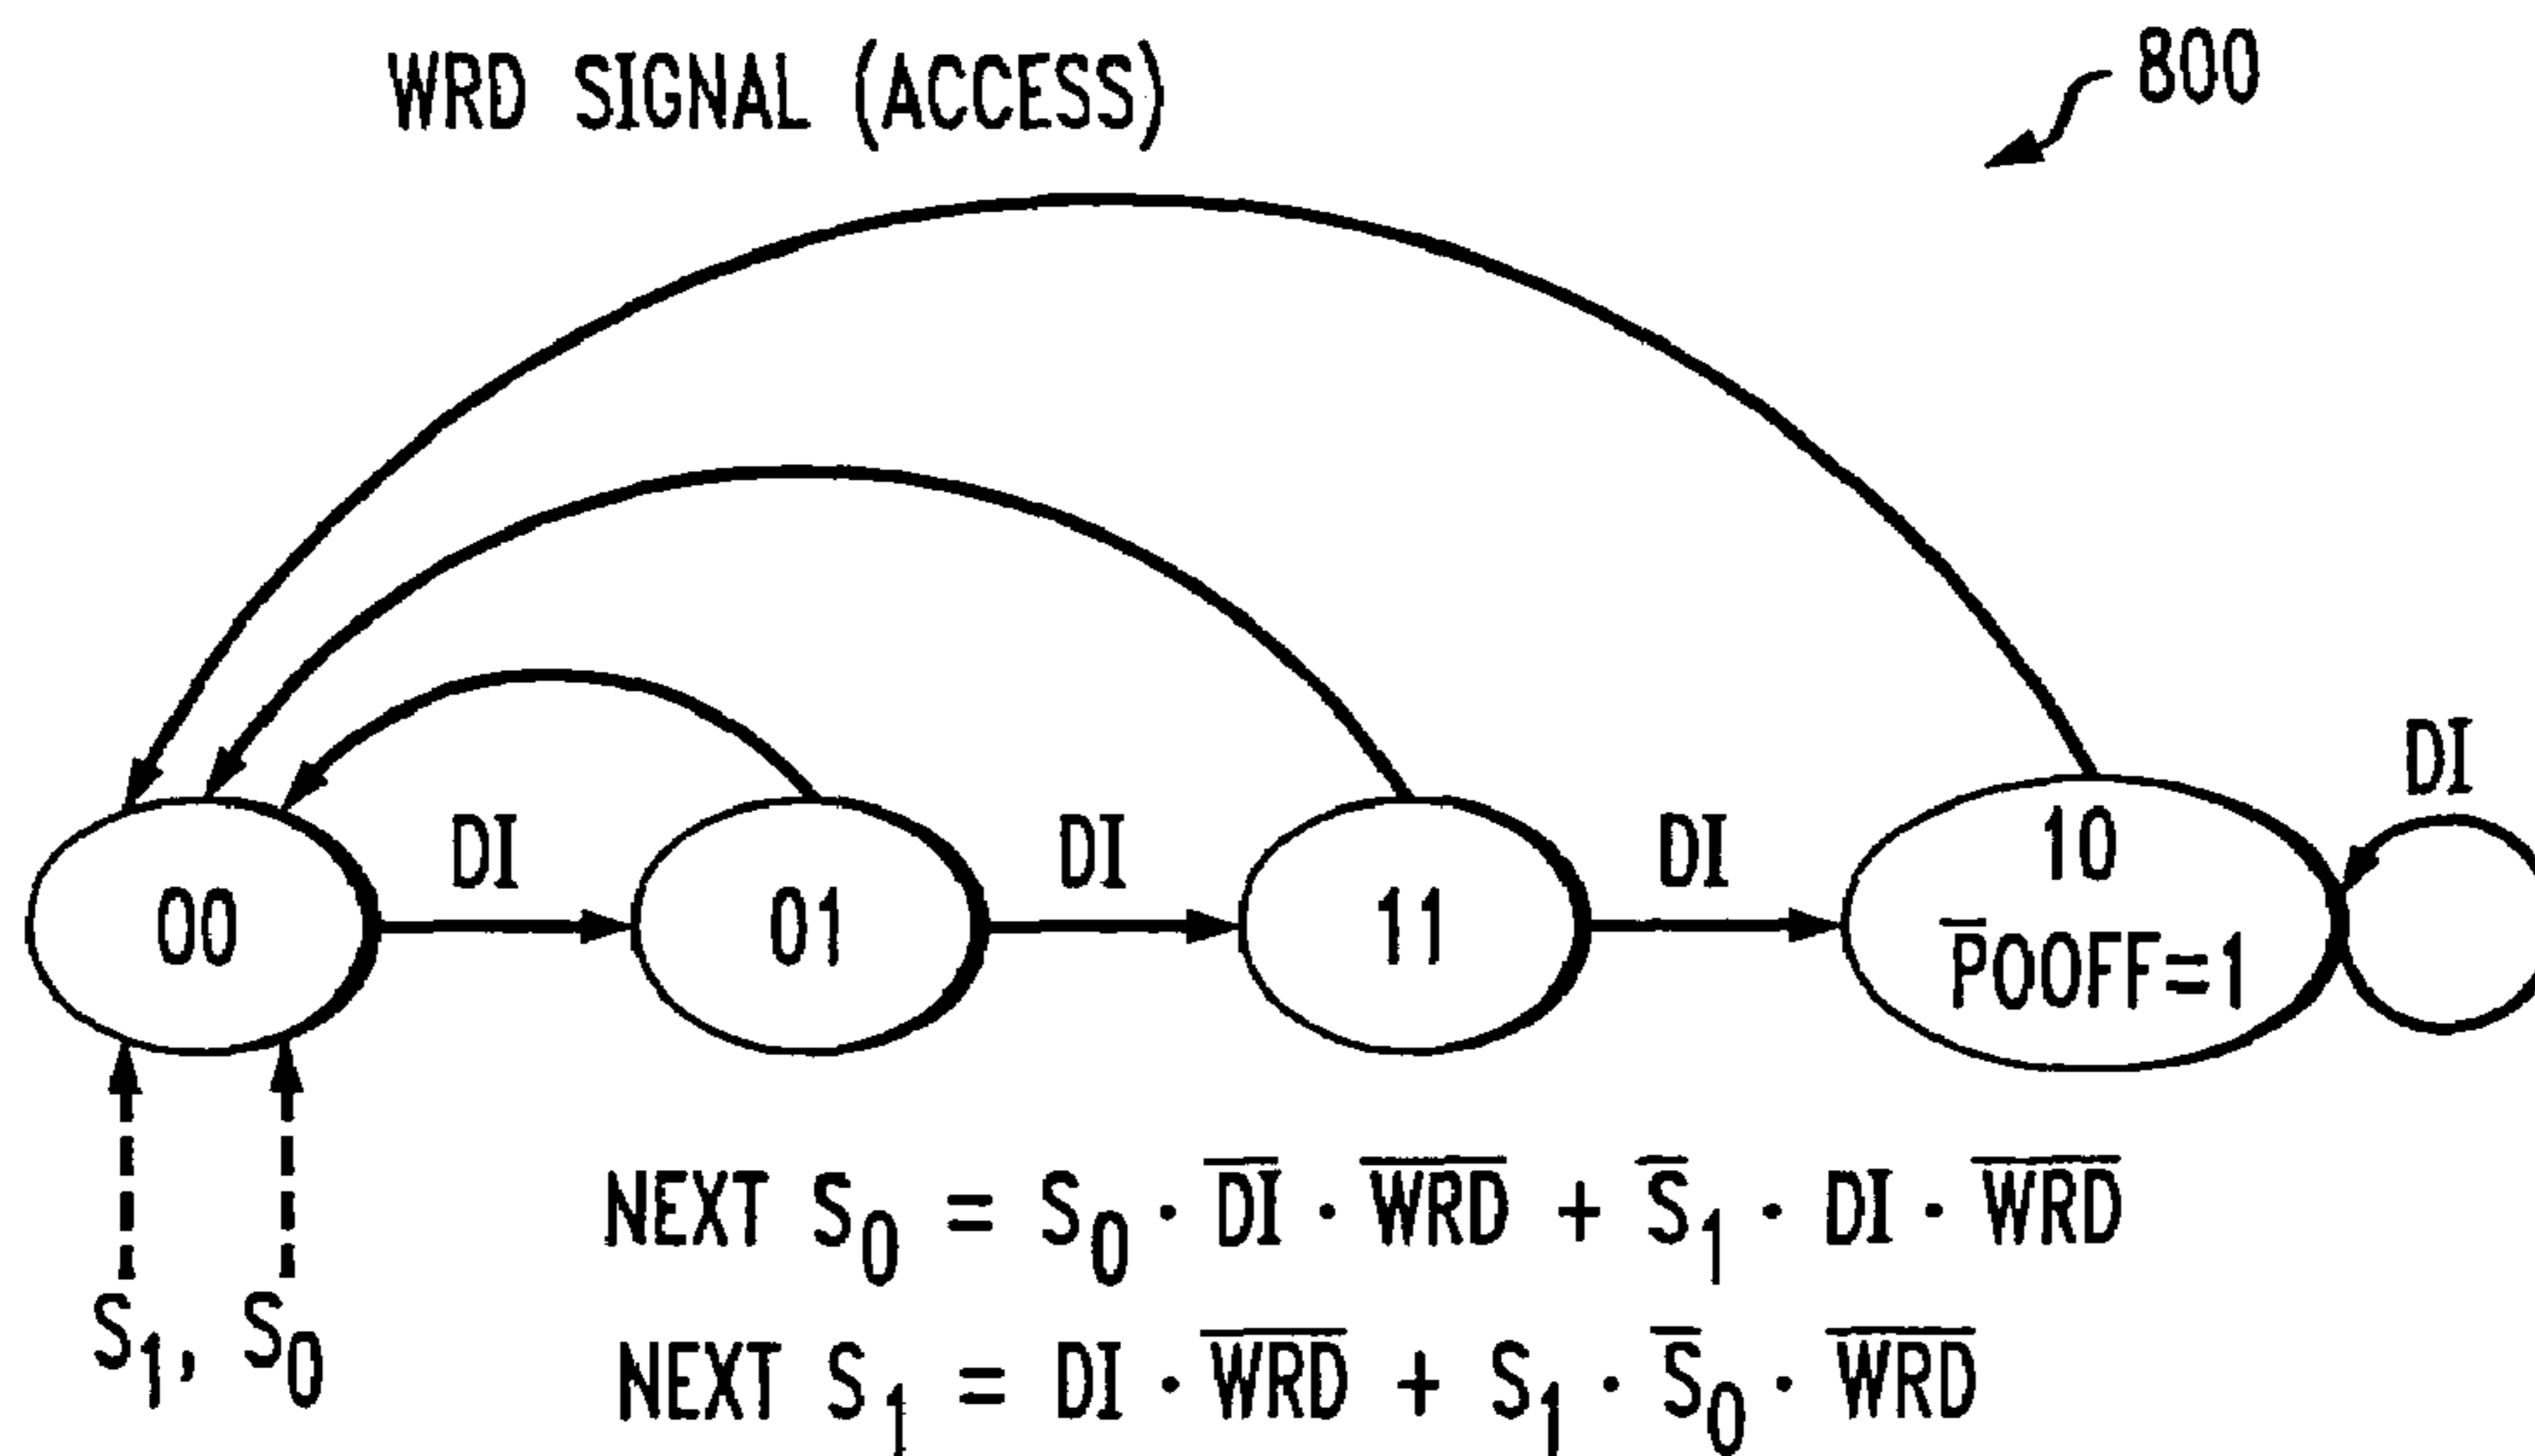 WRD SIGNAL (ACCESS)
800
DI
DI
DI
DI
00
01
11
10
P̅OOFF=1
S₁, S₀
NEXT S₀ = S₀ · D̅I̅ · W̅R̅D̅ + S̅₁ · DI · W̅R̅D̅
NEXT S₁ = DI · W̅R̅D̅ + S₁ · S̅₀ · W̅R̅D̅